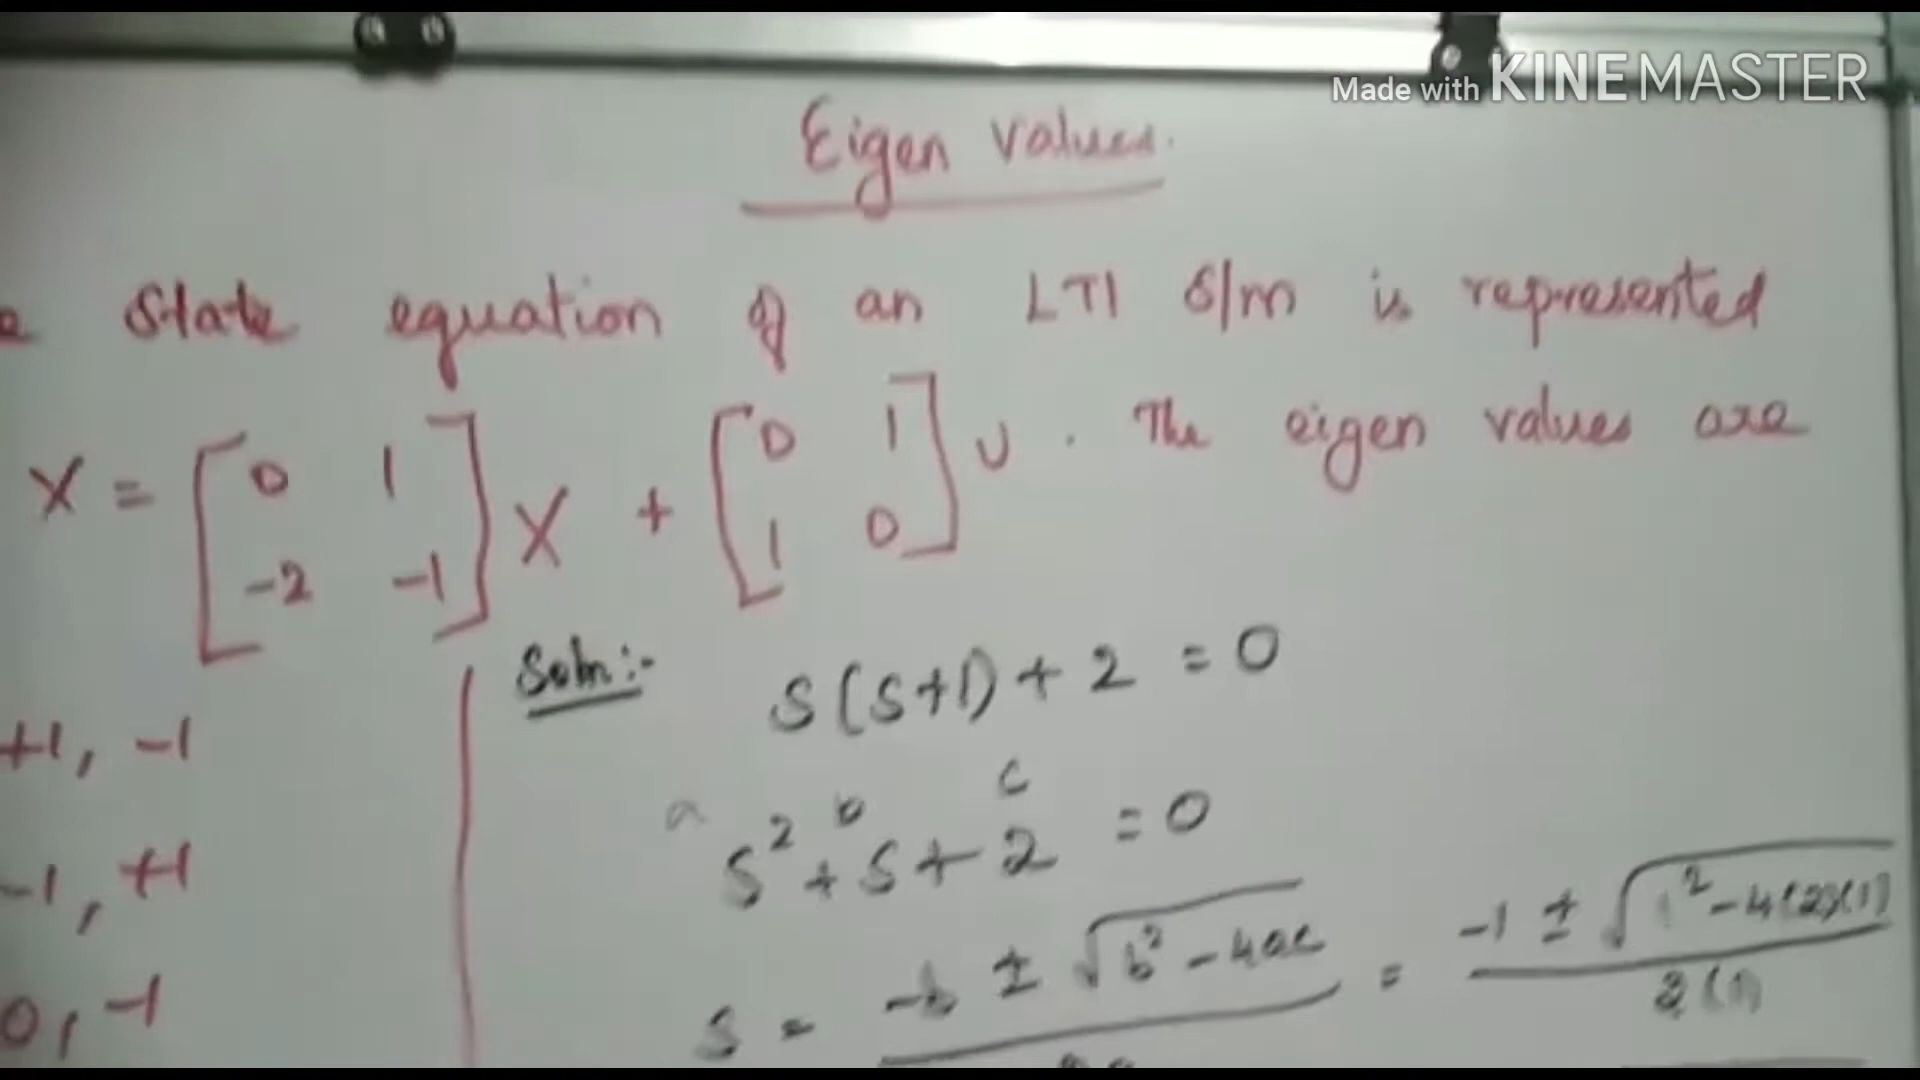 Made with KINEMASTER
Eigen values.
State equation of an LTI S/m is represented
X = [0 1 -2 -1] X + [0 1 1 0] U . The eigen values are
Soln:-
S(S+1) + 2 = 0
+1, -1
a b c
S² + S + 2 = 0
-1, +1
S = -b ± √b² - 4ac = -1 ± √1² - 4(2)(1)
2(1)
0, -1